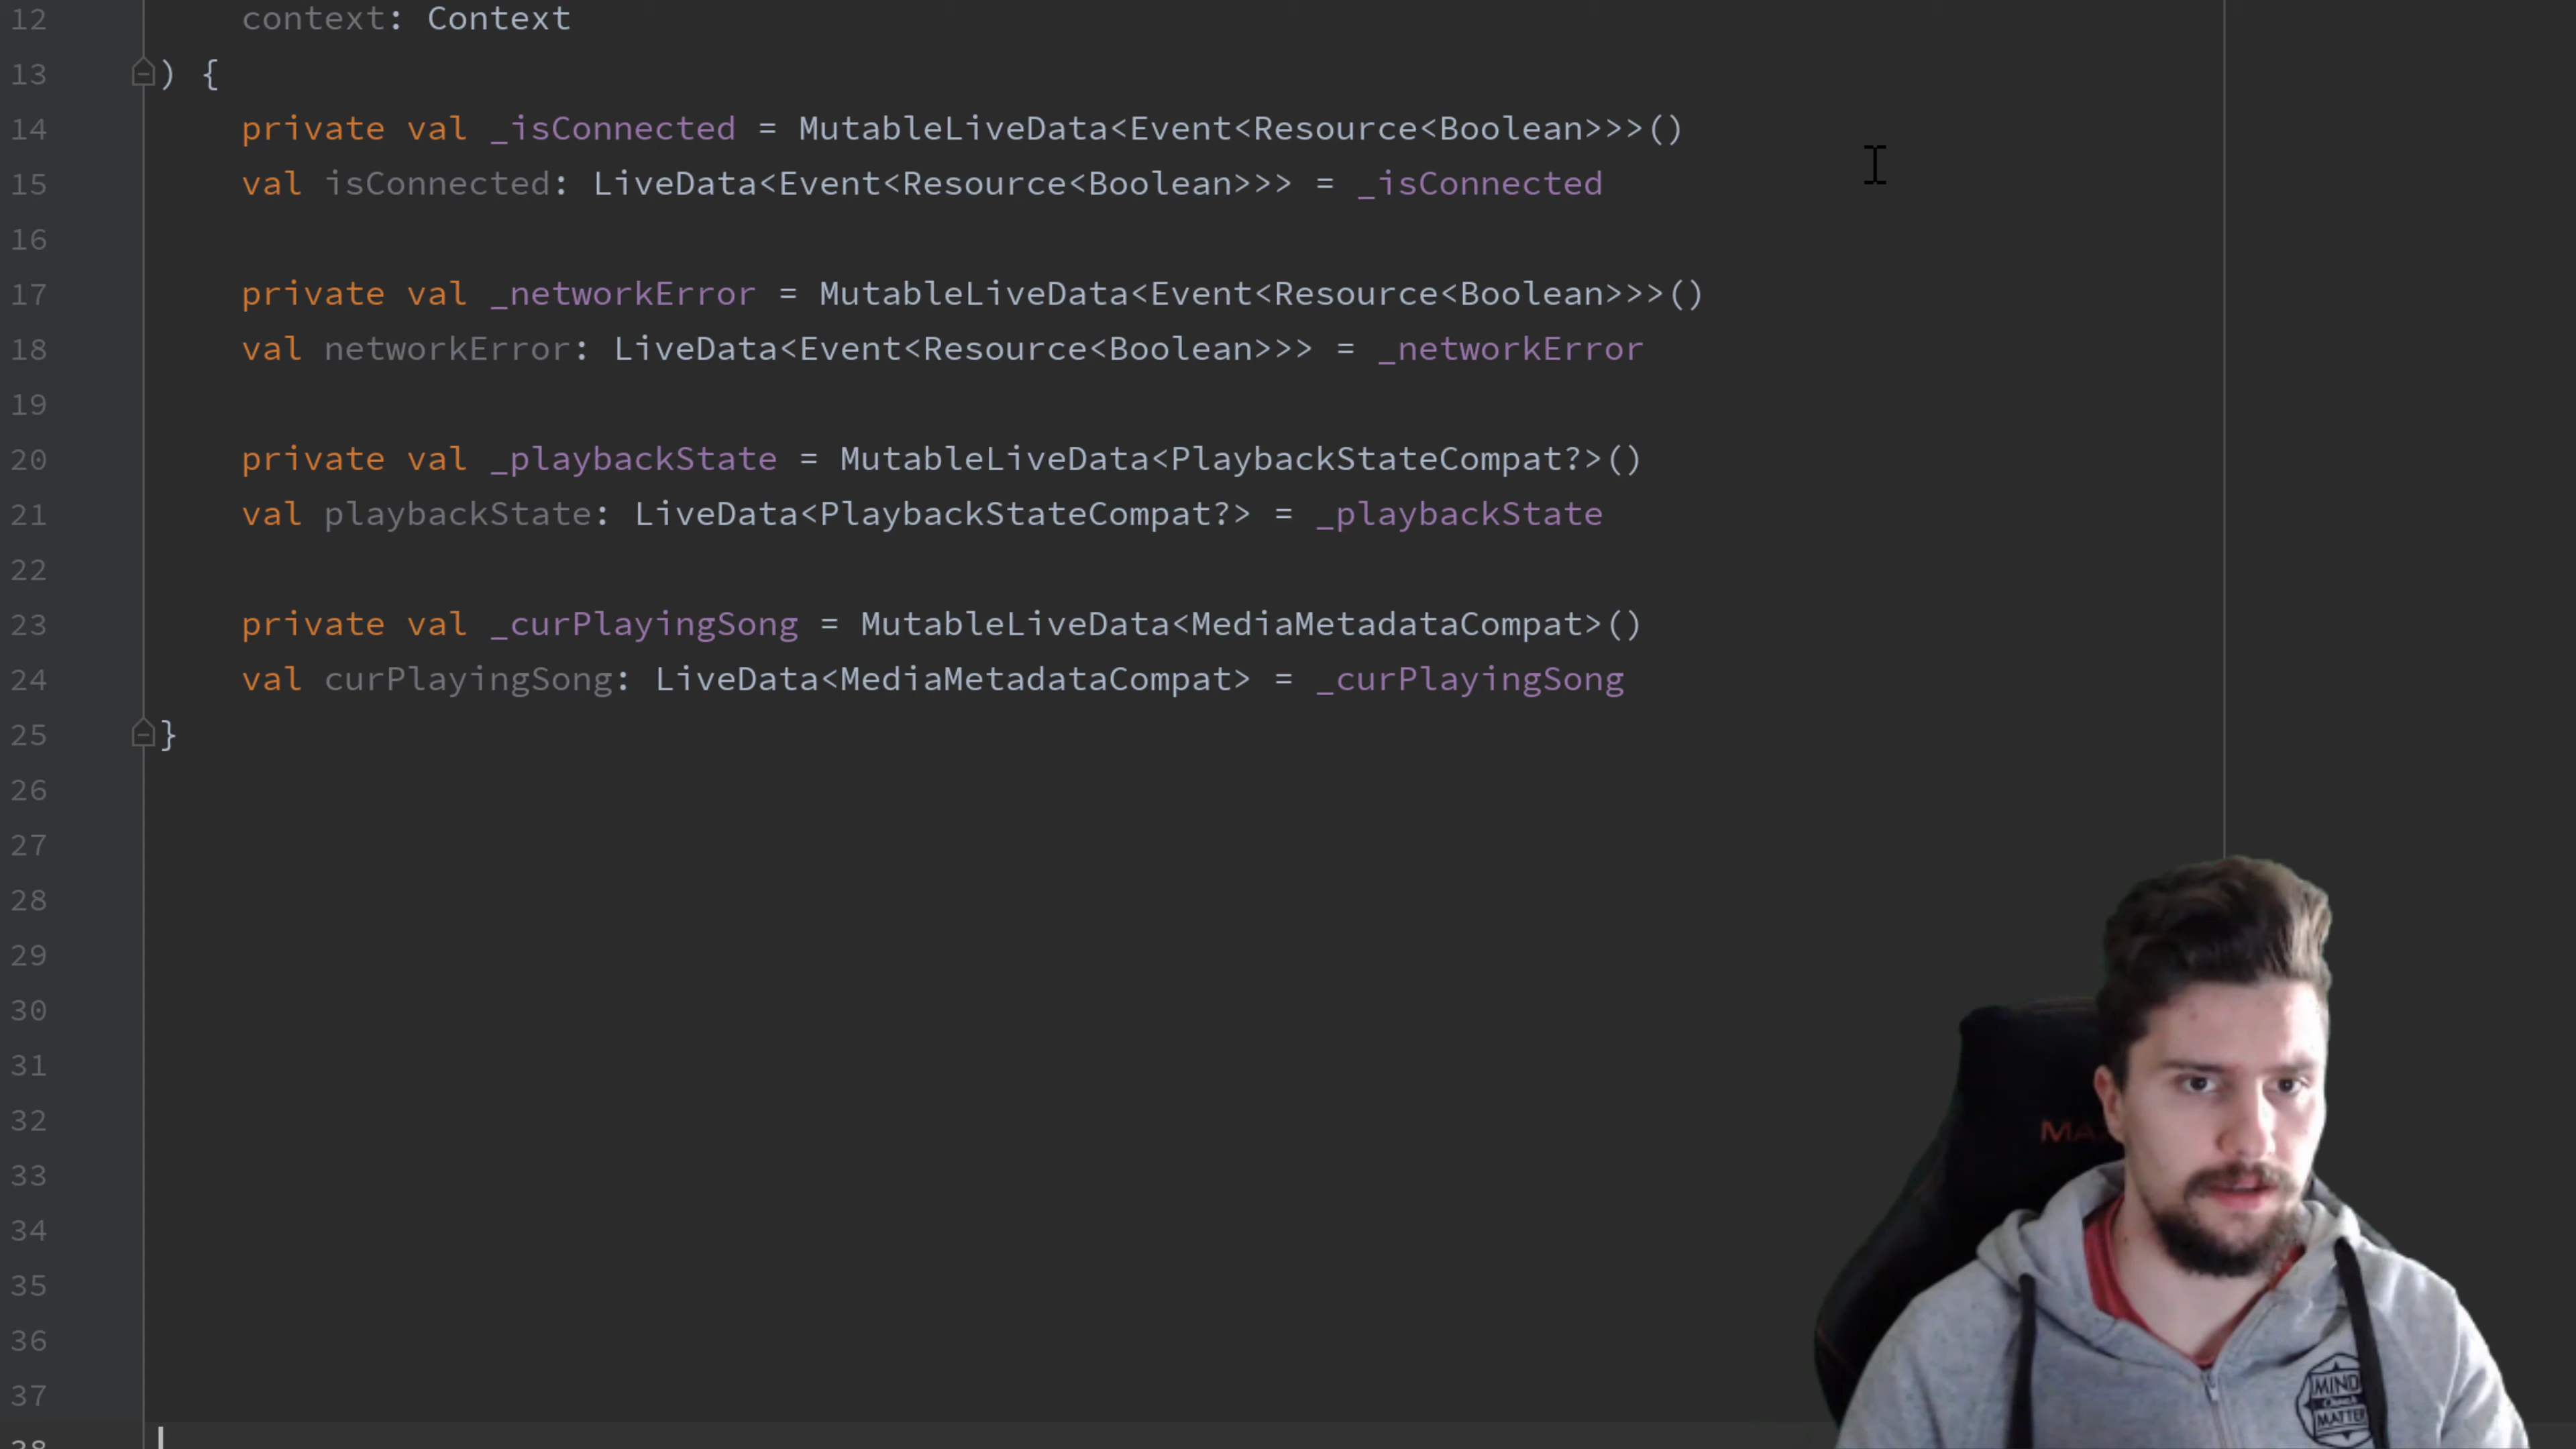 12 context: Context
13 ) {
14 private val _isConnected = MutableLiveData<Event<Resource<Boolean>>>()
15 val isConnected: LiveData<Event<Resource<Boolean>>> = _isConnected
16
17 private val _networkError = MutableLiveData<Event<Resource<Boolean>>>()
18 val networkError: LiveData<Event<Resource<Boolean>>> = _networkError
19
20 private val _playbackState = MutableLiveData<PlaybackStateCompat?>()
21 val playbackState: LiveData<PlaybackStateCompat?> = _playbackState
22
23 private val _curPlayingSong = MutableLiveData<MediaMetadataCompat>()
24 val curPlayingSong: LiveData<MediaMetadataCompat> = _curPlayingSong
25 }
26
27
28
29
30
31
32
33
34
35
36
37
38
MA
MIND
MATTER